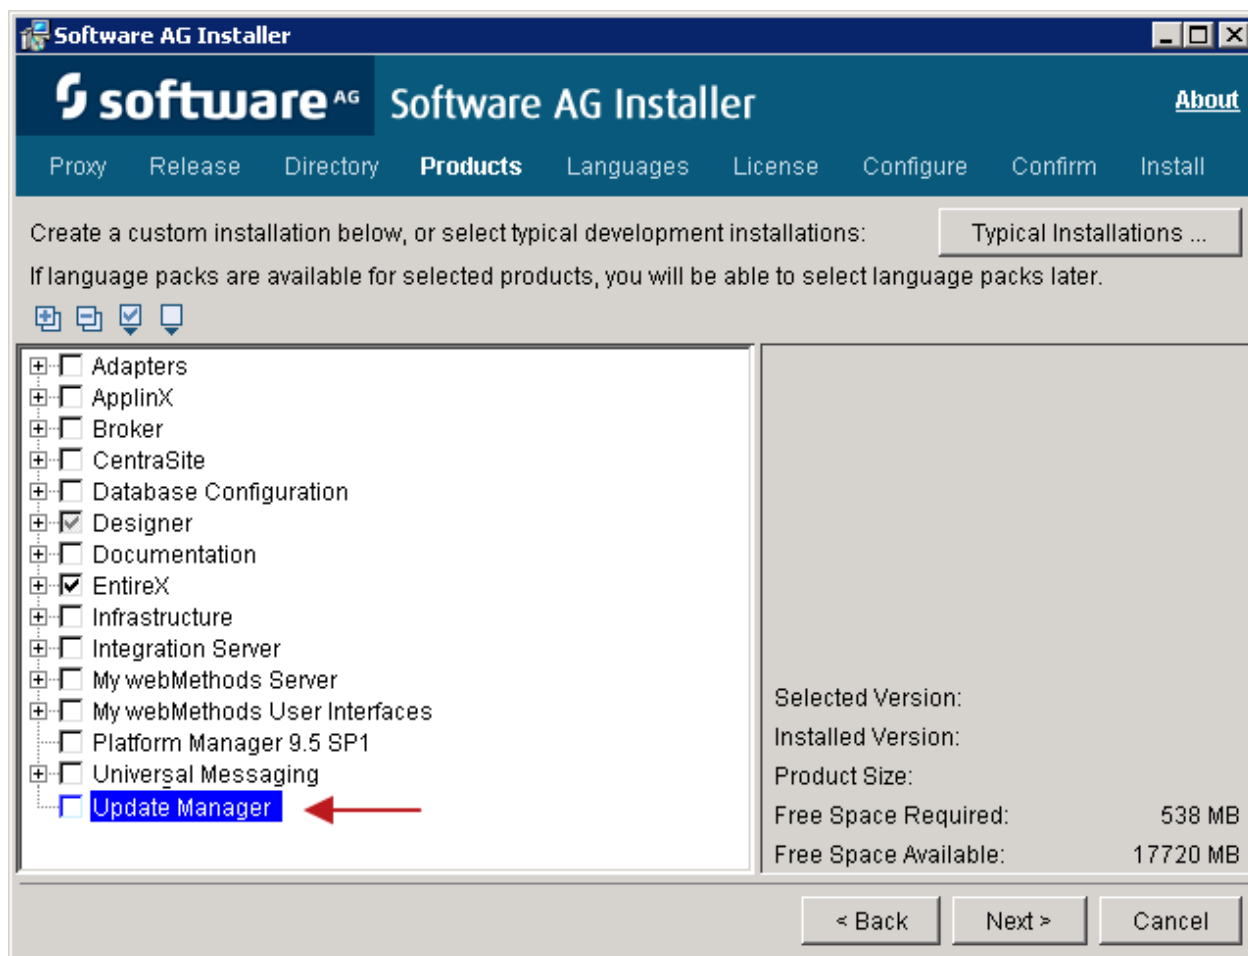 Software AG Installer
software AG Software AG Installer About
Proxy Release Directory Products Languages License Configure Confirm Install
Create a custom installation below, or select typical development installations: Typical Installations ...
If language packs are available for selected products, you will be able to select language packs later.
Adapters
ApplinX
Broker
CentraSite
Database Configuration
Designer
Documentation
EntireX
Infrastructure
Integration Server
My webMethods Server
My webMethods User Interfaces
Platform Manager 9.5 SP1
Universal Messaging
Update Manager
Selected Version:
Installed Version:
Product Size:
Free Space Required: 538 MB
Free Space Available: 17720 MB
< Back Next > Cancel